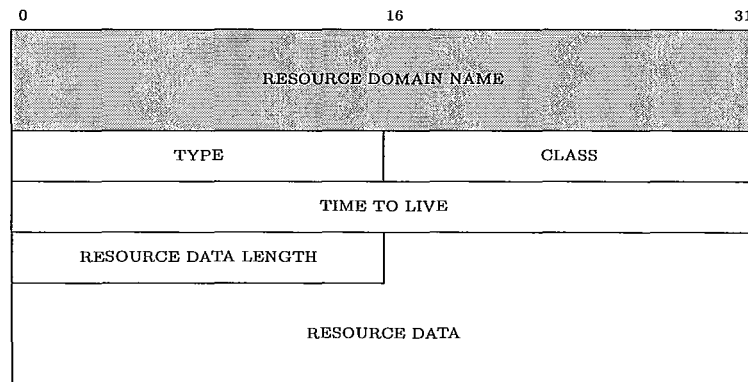 0 16 31
RESOURCE DOMAIN NAME
TYPE CLASS
TIME TO LIVE
RESOURCE DATA LENGTH
RESOURCE DATA